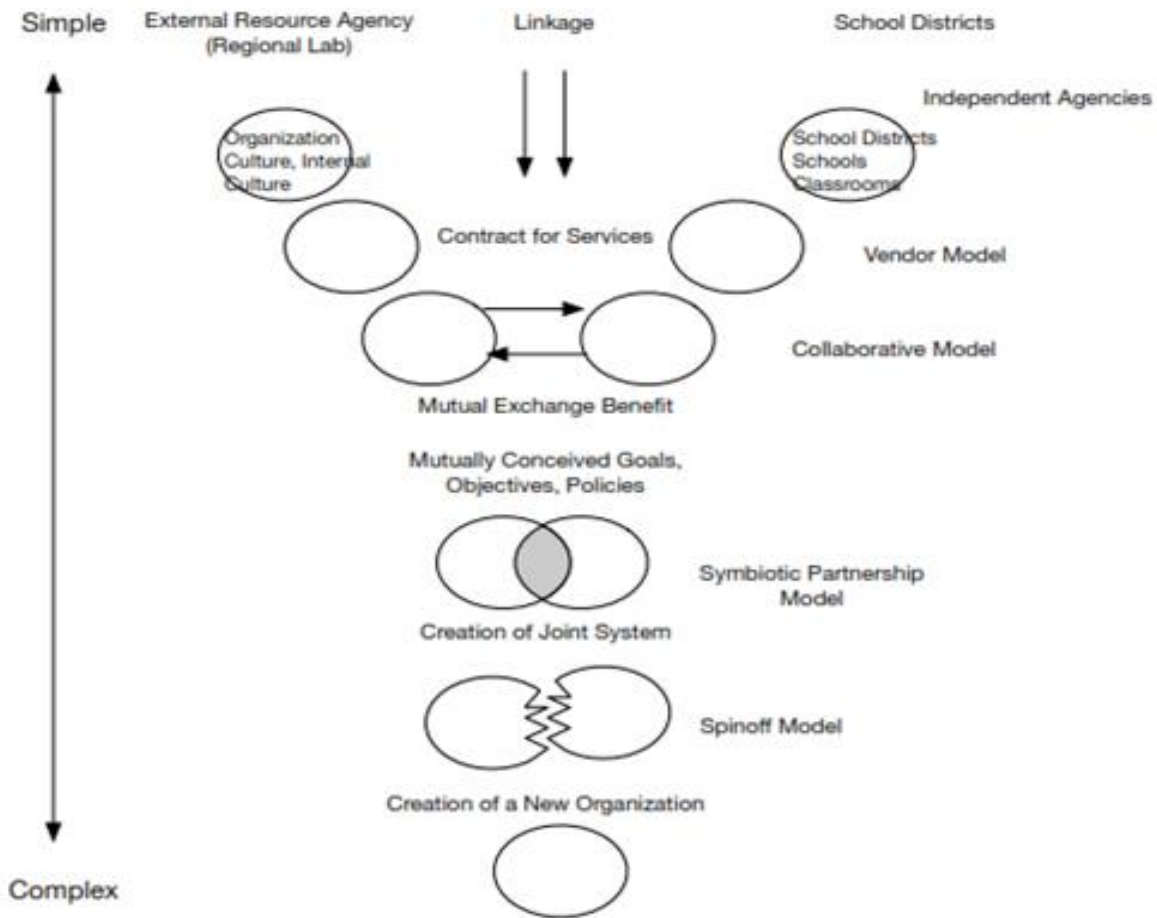 Simple
External Resource Agency
(Regional Lab)
Linkage
School Districts
Independent Agencies
Organization
Culture, Internal
Culture
School Districts
Schools
Classrooms
Contract for Services
Vendor Model
Collaborative Model
Mutual Exchange Benefit
Mutually Conceived Goals,
Objectives, Policies
Symbiotic Partnership
Model
Creation of Joint System
Spinoff Model
Creation of a New Organization
Complex